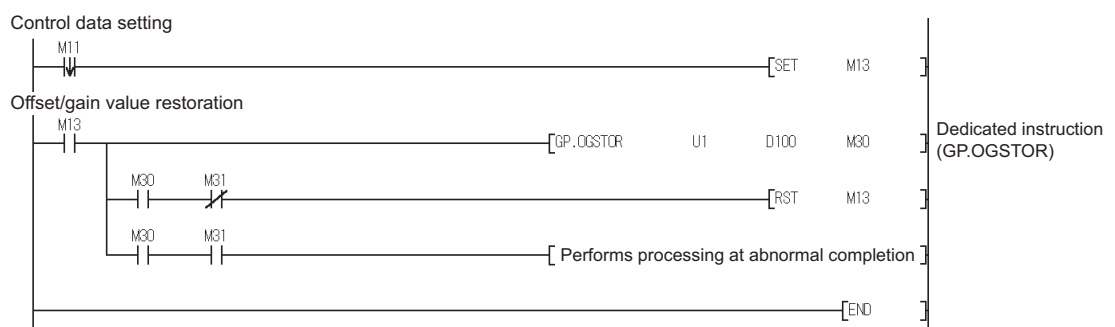 Control data setting
M11
SET M13
Offset/gain value restoration
M13
GP.OGSTOR U1 D100 M30
Dedicated instruction
(GP.OGSTOR)
M30 M31
RST M13
M30 M31
Performs processing at abnormal completion
END